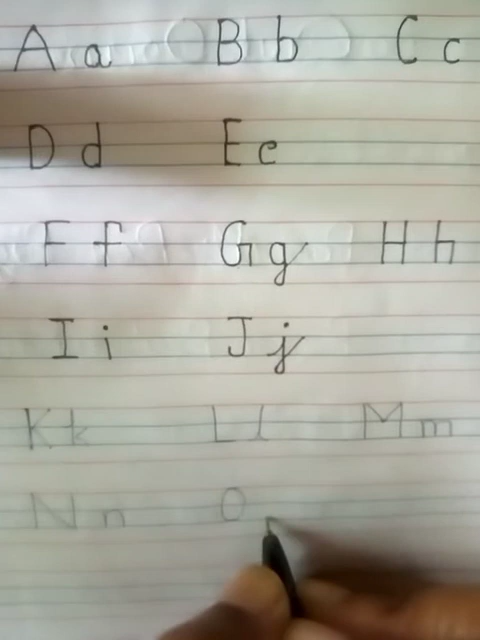 A a B b C c
D d E e
F f G g H h
I i J j
K k L l M m
N n O